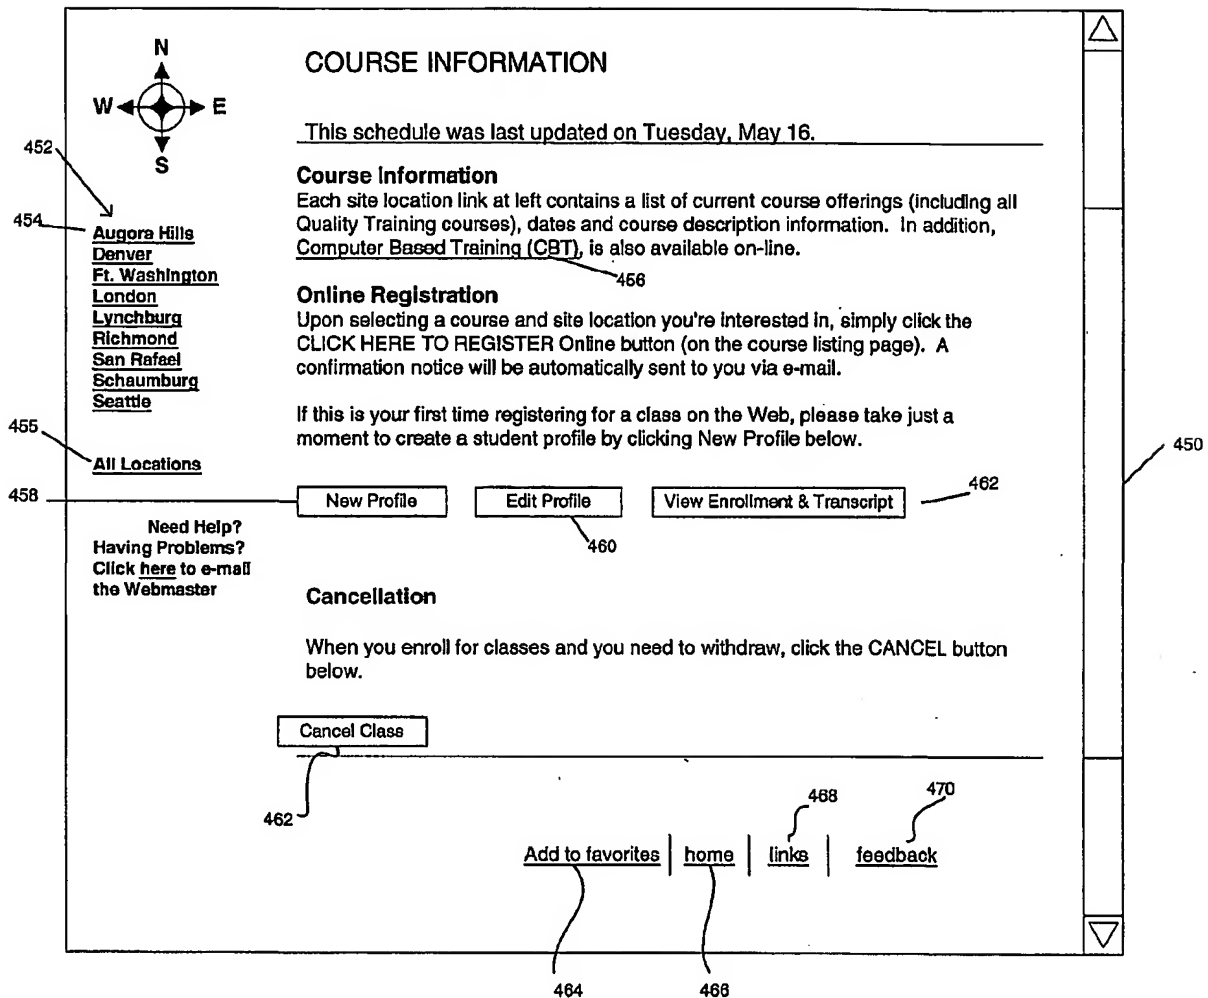 N
W E
S
COURSE INFORMATION
This schedule was last updated on Tuesday, May 16.
452
454
Augora Hills
Denver
Ft. Washington
London
Lynchburg
Richmond
San Rafael
Schaumburg
Seattle
455
All Locations
458
Need Help?
Having Problems?
Click here to e-mail
the Webmaster
Course Information
Each site location link at left contains a list of current course offerings (including all
Quality Training courses), dates and course description information. In addition,
Computer Based Training (CBT), is also available on-line.
456
Online Registration
Upon selecting a course and site location you're interested in, simply click the
CLICK HERE TO REGISTER Online button (on the course listing page). A
confirmation notice will be automatically sent to you via e-mail.
If this is your first time registering for a class on the Web, please take just a
moment to create a student profile by clicking New Profile below.
450
New Profile Edit Profile View Enrollment & Transcript
462
460
Cancellation
When you enroll for classes and you need to withdraw, click the CANCEL button
below.
Cancel Class
462
468 470
Add to favorites | home | links | feedback
464 466